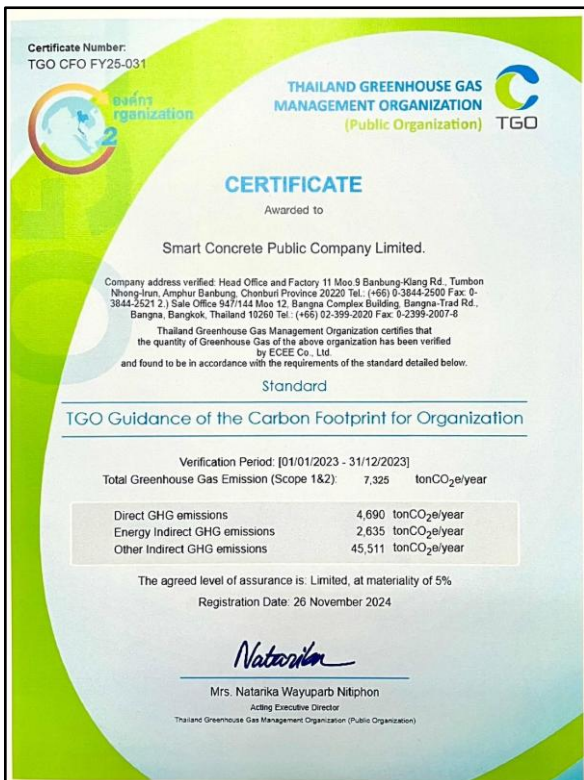 Certificate Number:
TGO CFO FY25-031
องค์กร
rganization
2
THAILAND GREENHOUSE GAS
MANAGEMENT ORGANIZATION
(Public Organization)
TGO
CERTIFICATE
Awarded to
Smart Concrete Public Company Limited.
Company address verified: Head Office and Factory 11 Moo.9 Banbung-Klang Rd., Tumbon
Nhong-Irun, Amphur Banbung, Chonburi Province 20220 Tel.: (+66) 0-3844-2500 Fax: 0-
3844-2521 2.) Sale Office 947/144 Moo 12, Bangna Complex Building, Bangna-Trad Rd.,
Bangna, Bangkok, Thailand 10260 Tel.: (+66) 02-399-2020 Fax: 0-2399-2007-8
Thailand Greenhouse Gas Management Organization certifies that
the quantity of Greenhouse Gas of the above organization has been verified
by ECEE Co., Ltd.
and found to be in accordance with the requirements of the standard detailed below.
Standard
TGO Guidance of the Carbon Footprint for Organization
Verification Period: [01/01/2023 - 31/12/2023]
Total Greenhouse Gas Emission (Scope 1&2): 7,325 tonCO₂e/year
Direct GHG emissions 4,690 tonCO₂e/year
Energy Indirect GHG emissions 2,635 tonCO₂e/year
Other Indirect GHG emissions 45,511 tonCO₂e/year
The agreed level of assurance is: Limited, at materiality of 5%
Registration Date: 26 November 2024
Natarika
Mrs. Natarika Wayuparb Nitiphon
Acting Executive Director
Thailand Greenhouse Gas Management Organization (Public Organization)